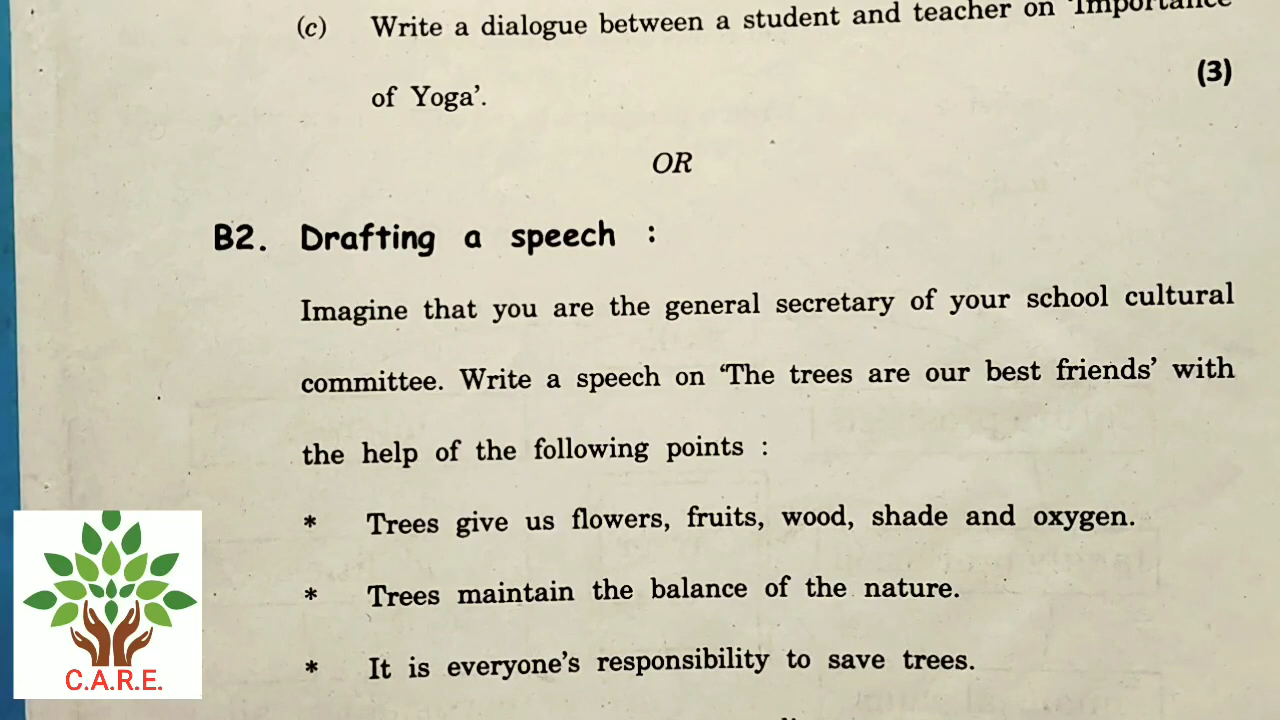 (c) Write a dialogue between a student and teacher on 'Importance
of Yoga'.
(3)
OR
B2. Drafting a speech :
Imagine that you are the general secretary of your school cultural
committee. Write a speech on 'The trees are our best friends' with
the help of the following points :
* Trees give us flowers, fruits, wood, shade and oxygen.
* Trees maintain the balance of the nature.
* It is everyone's responsibility to save trees.
C.A.R.E.